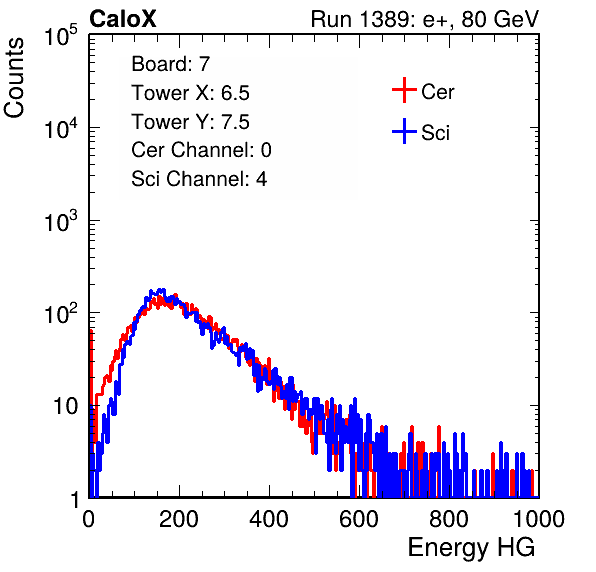 CaloX Run 1389: e+, 80 GeV
Counts
Board: 7
Tower X: 6.5
Tower Y: 7.5
Cer Channel: 0
Sci Channel: 4
Cer
Sci
10^5
10^4
10^3
10^2
10
1
0 200 400 600 800 1000
Energy HG